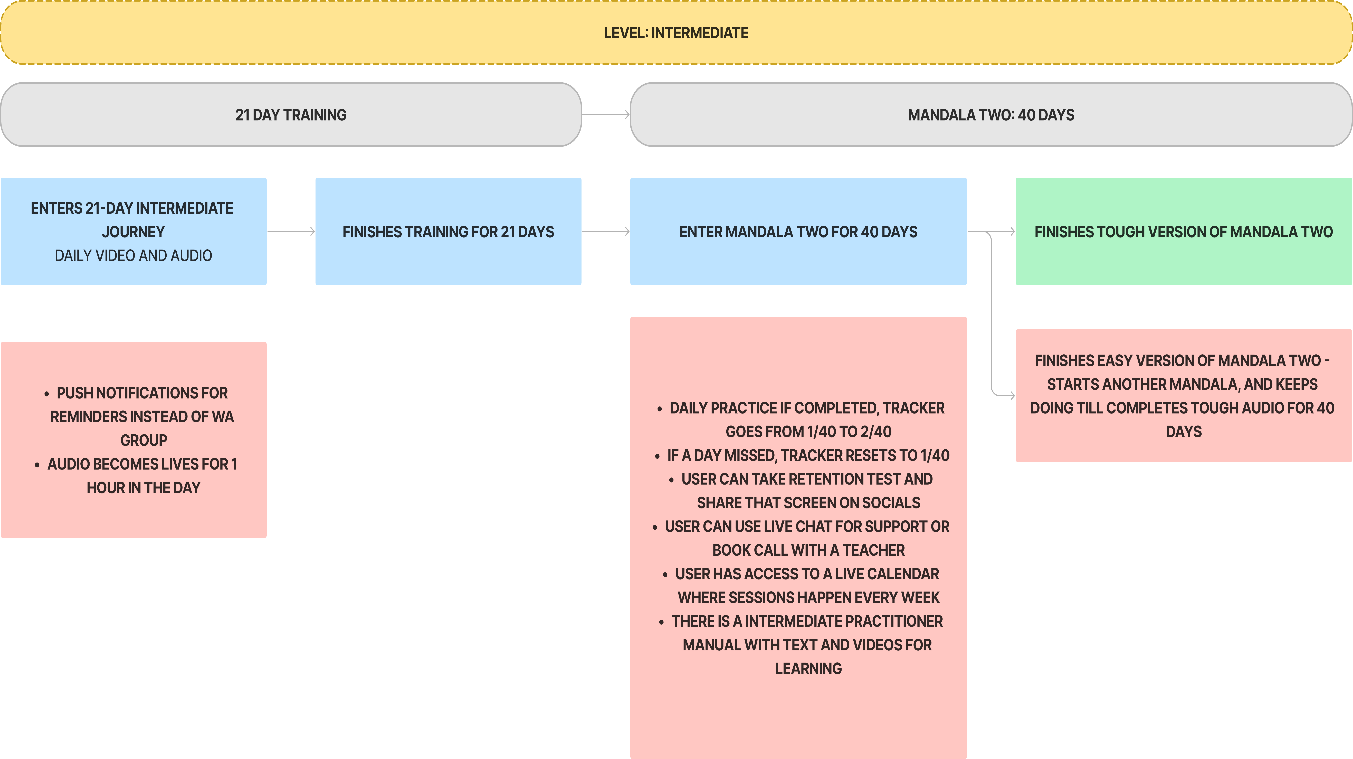 LEVEL: INTERMEDIATE
21 DAY TRAINING
MANDALA TWO: 40 DAYS
ENTERS 21-DAY INTERMEDIATE
JOURNEY
DAILY VIDEO AND AUDIO
FINISHES TRAINING FOR 21 DAYS
ENTER MANDALA TWO FOR 40 DAYS
FINISHES TOUGH VERSION OF MANDALA TWO
• PUSH NOTIFICATIONS FOR
REMINDERS INSTEAD OF WA
GROUP
• AUDIO BECOMES LIVES FOR 1
HOUR IN THE DAY
• DAILY PRACTICE IF COMPLETED, TRACKER
GOES FROM 1/40 TO 2/40
• IF A DAY MISSED, TRACKER RESETS TO 1/40
• USER CAN TAKE RETENTION TEST AND
SHARE THAT SCREEN ON SOCIALS
• USER CAN USE LIVE CHAT FOR SUPPORT OR
BOOK CALL WITH A TEACHER
• USER HAS ACCESS TO A LIVE CALENDAR
WHERE SESSIONS HAPPEN EVERY WEEK
• THERE IS A INTERMEDIATE PRACTITIONER
MANUAL WITH TEXT AND VIDEOS FOR
LEARNING
FINISHES EASY VERSION OF MANDALA TWO -
STARTS ANOTHER MANDALA, AND KEEPS
DOING TILL COMPLETES TOUGH AUDIO FOR 40
DAYS